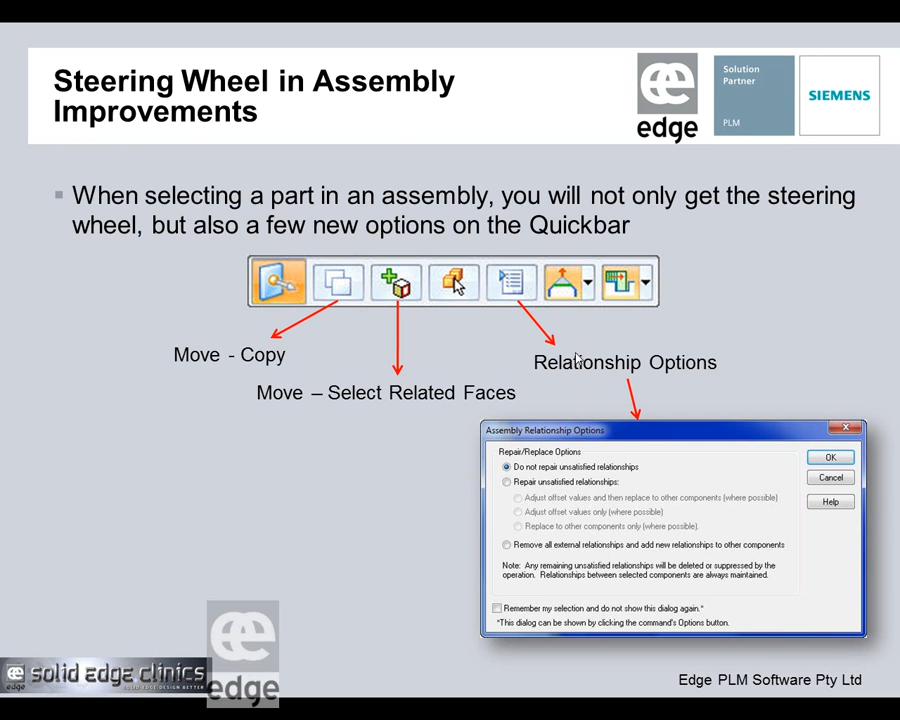 Steering Wheel in Assembly
Improvements
edge
Solution
Partner
PLM
SIEMENS
When selecting a part in an assembly, you will not only get the steering
wheel, but also a few new options on the Quickbar
Move - Copy
Relationship Options
Move – Select Related Faces
Assembly Relationship Options
Repair/Replace Options
Do not repair unsatisfied relationships
Repair unsatisfied relationships:
Adjust offset values and then replace to other components (where possible)
Adjust offset values only (where possible)
Replace to other components only (where possible).
Remove all external relationships and add new relationships to other components
Note: Any remaining unsatisfied relationships will be deleted or suppressed by the
operation. Relationships between selected components are always maintained.
OK
Cancel
Help
Remember my selection and do not show this dialog again.*
*This dialog can be shown by clicking the command's Options button.
edge
solid edge.clinics
SOLID EDGE.DESIGN BETTER
edge
Edge PLM Software Pty Ltd